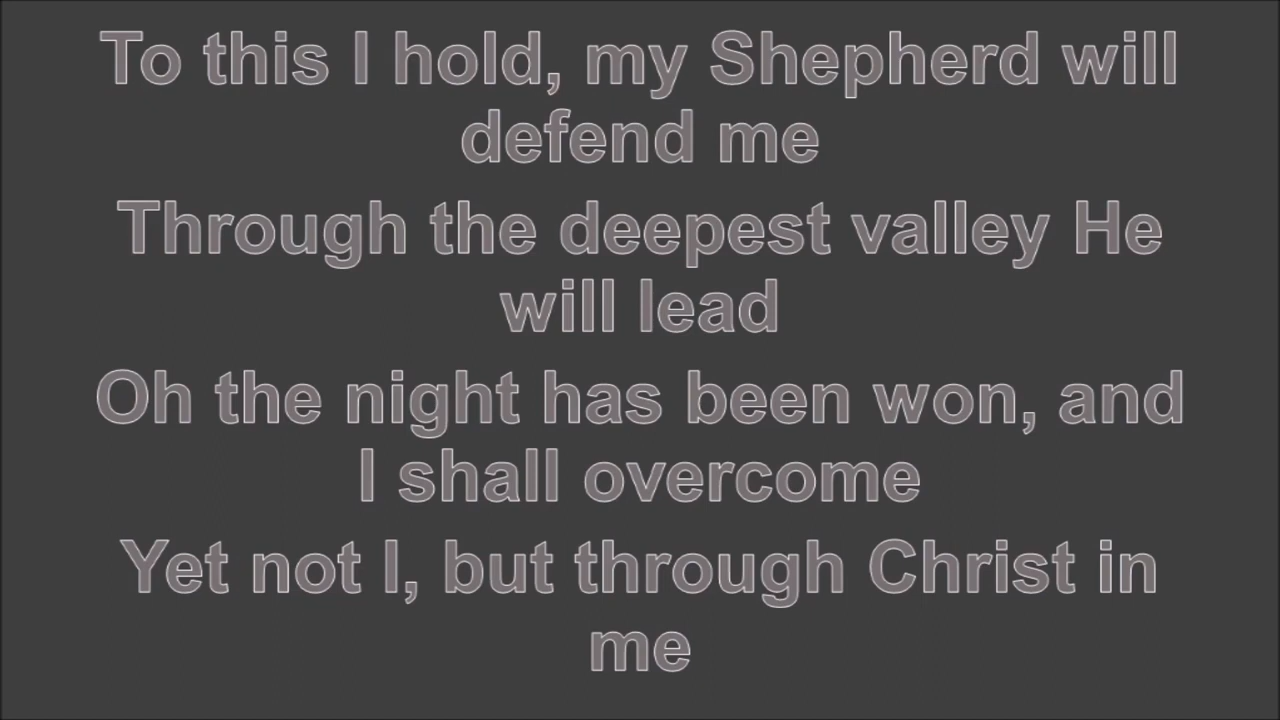 To this I hold, my Shepherd will
defend me
Through the deepest valley He
will lead
Oh the night has been won, and
I shall overcome
Yet not I, but through Christ in
me